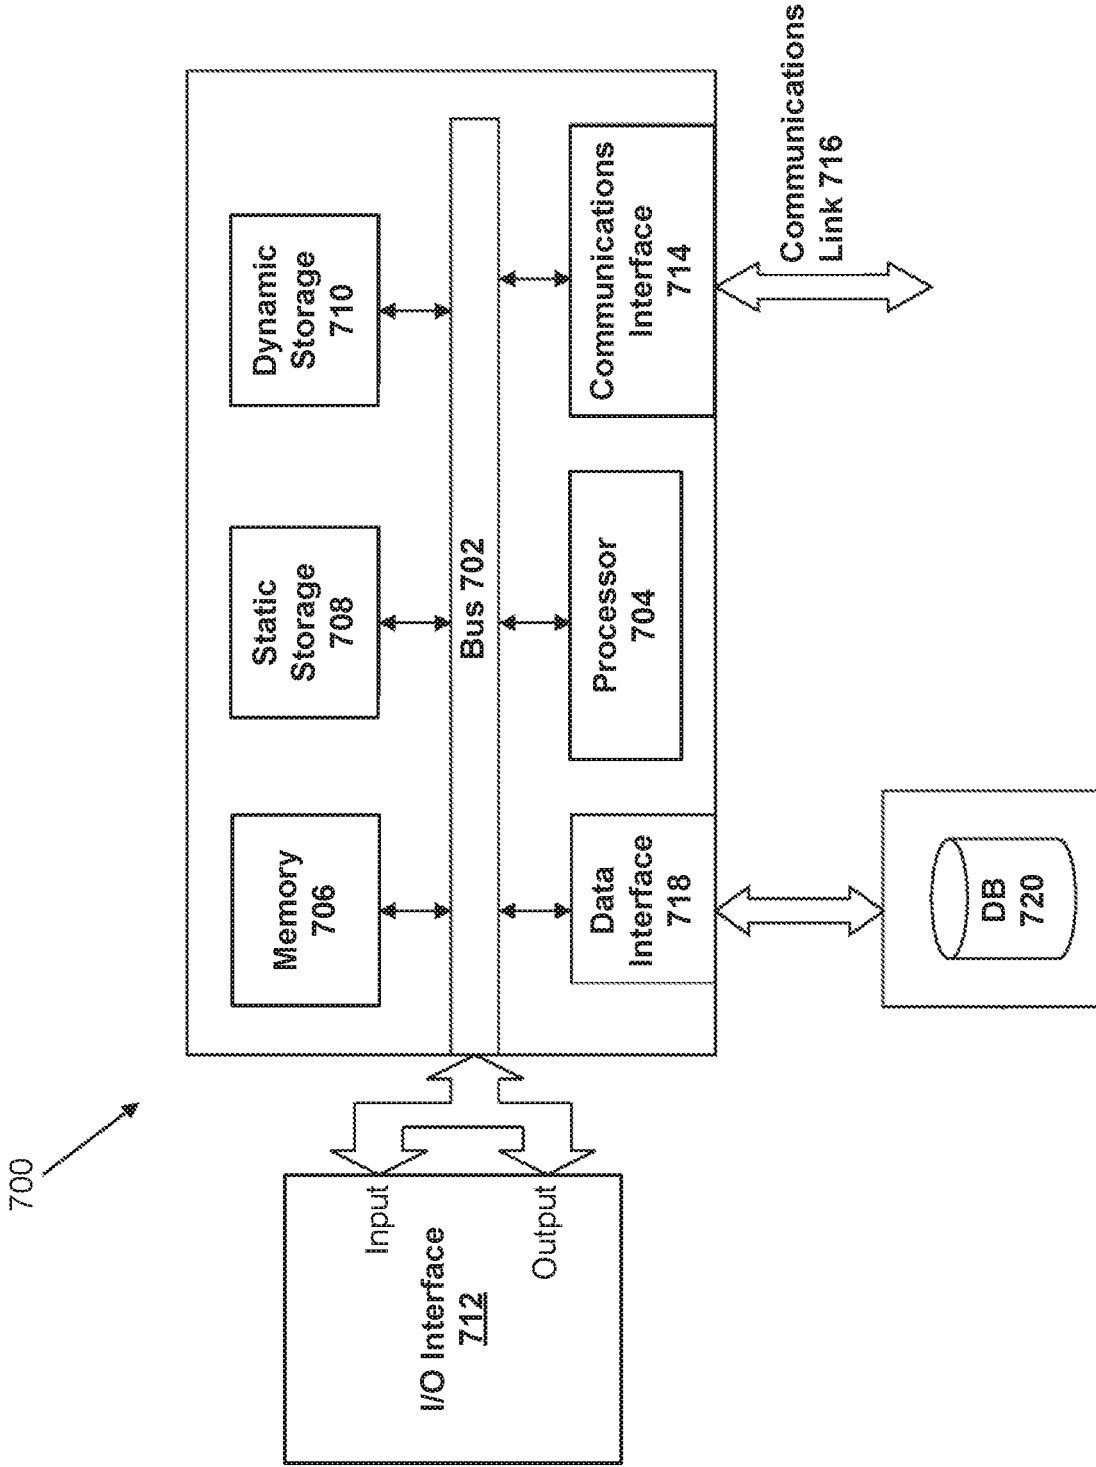 700
I/O Interface
712
Input
Output
Memory
706
Static
Storage
708
Dynamic
Storage
710
Bus 702
Data
Interface
718
Processor
704
Communications
Interface
714
DB
720
Communications
Link 716